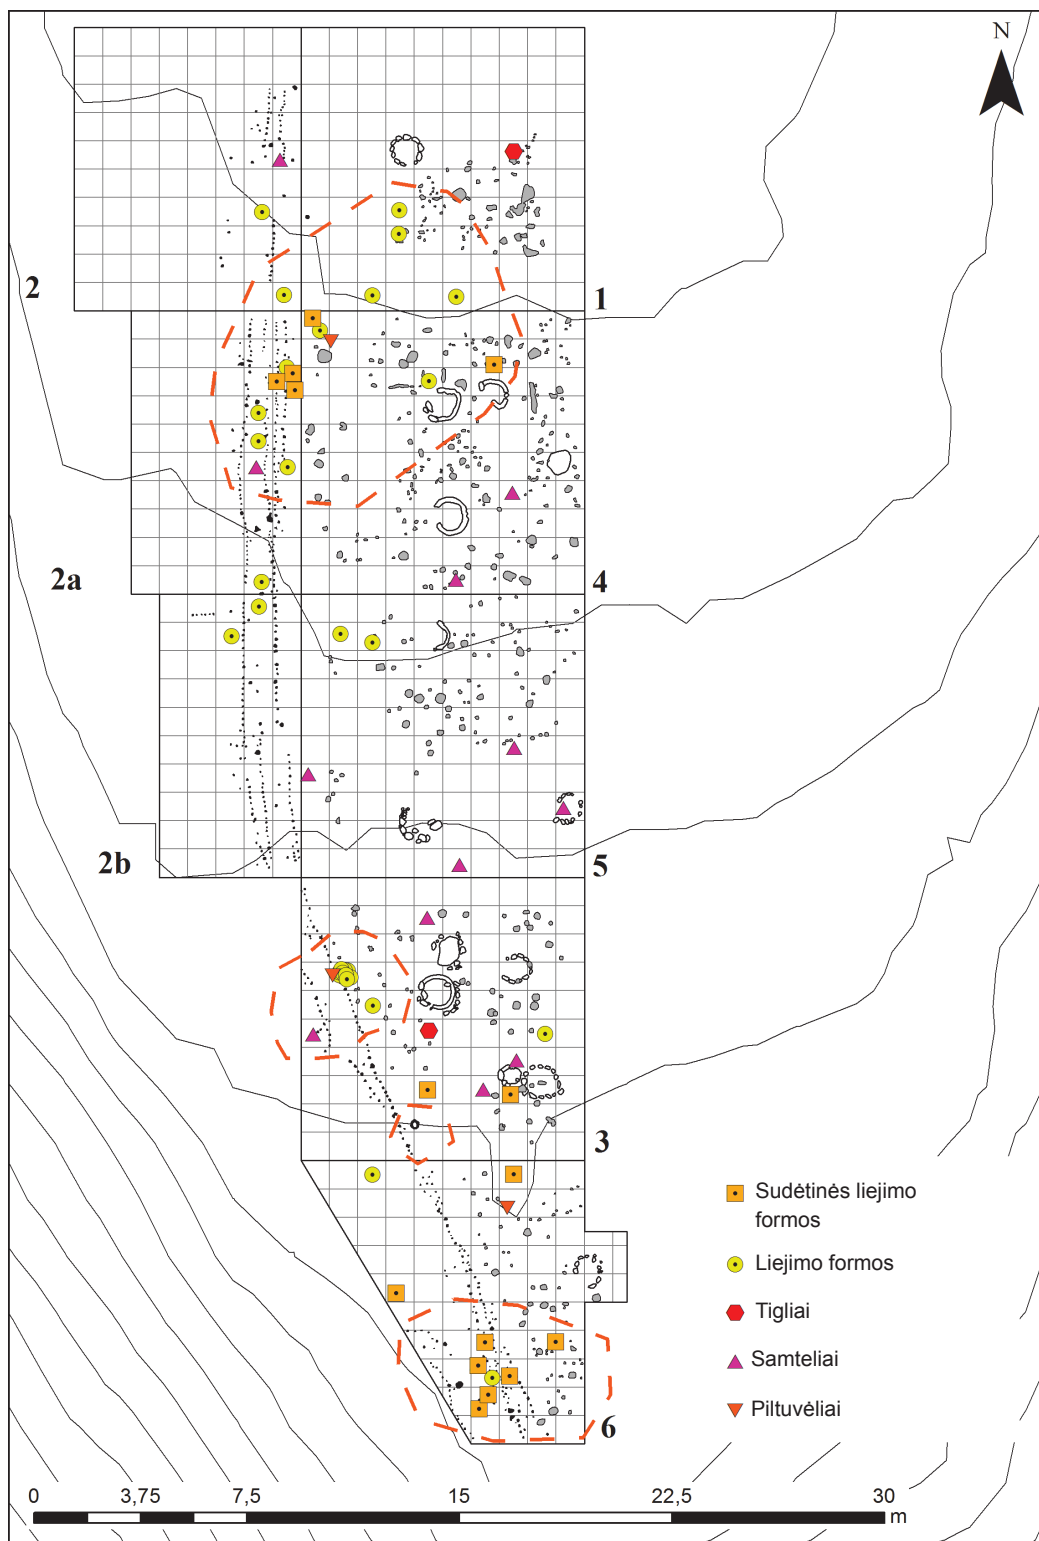 N
2
1
2a
4
2b
5
3
Sudėtinės liejimo
formos
Liejimo formos
Tigliai
Samteliai
Piltuvėliai
6
0 3,75 7,5 15 22,5 30
m